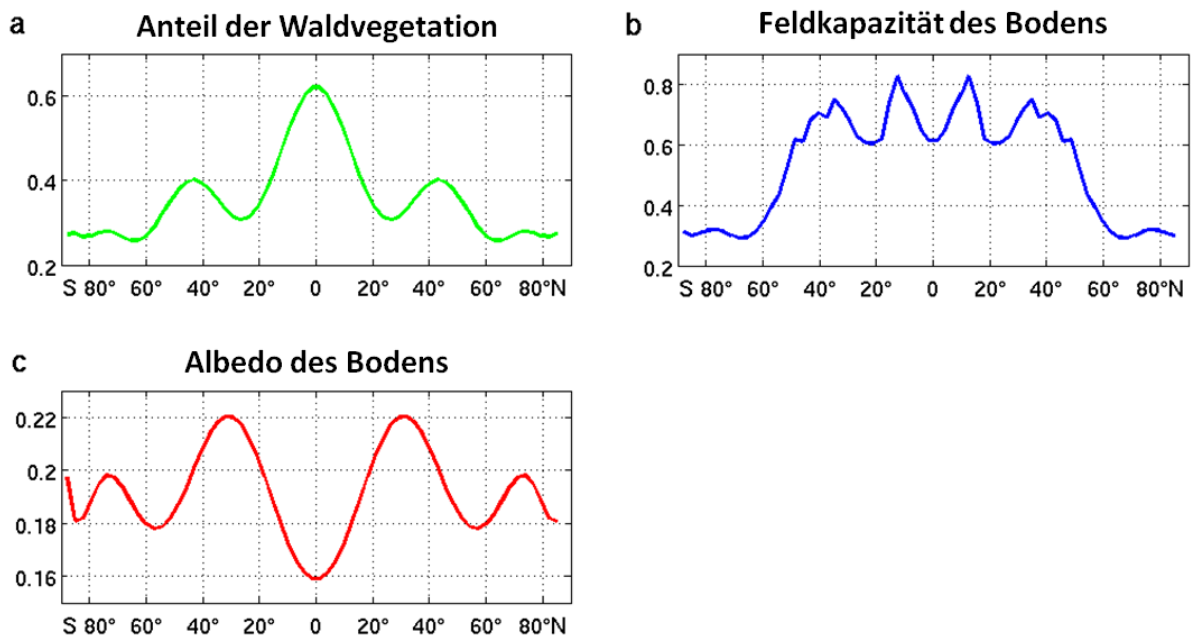 a Anteil der Waldvegetation
0.6
0.4
0.2
S 80° 60° 40° 20° 0 20° 40° 60° 80°N
b Feldkapazität des Bodens
0.8
0.6
0.4
0.2
S 80° 60° 40° 20° 0 20° 40° 60° 80°N
c Albedo des Bodens
0.22
0.2
0.18
0.16
S 80° 60° 40° 20° 0 20° 40° 60° 80°N